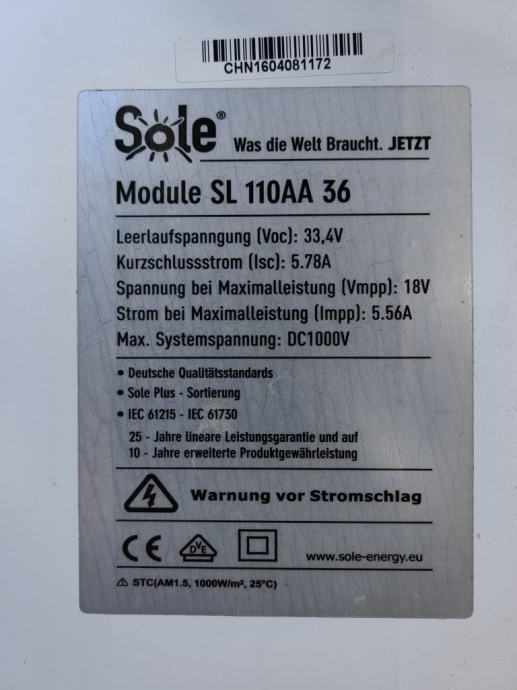 CHN1604081172
Sole® Was die Welt Braucht. JETZT
Module SL 110AA 36
Leerlaufspanngung (Voc): 33,4V
Kurzschlussstrom (Isc): 5.78A
Spannung bei Maximalleistung (Vmpp): 18V
Strom bei Maximalleistung (Impp): 5.56A
Max. Systemspannung: DC1000V
• Deutsche Qualitätsstandards
• Sole Plus - Sortierung
• IEC 61215 - IEC 61730
25 - Jahre lineare Leistungsgarantie und auf
10 - Jahre erweiterte Produktgewährleistung
Warnung vor Stromschlag
CE DVE www.sole-energy.eu
⚠ STC(AM1.5, 1000W/m², 25°C)